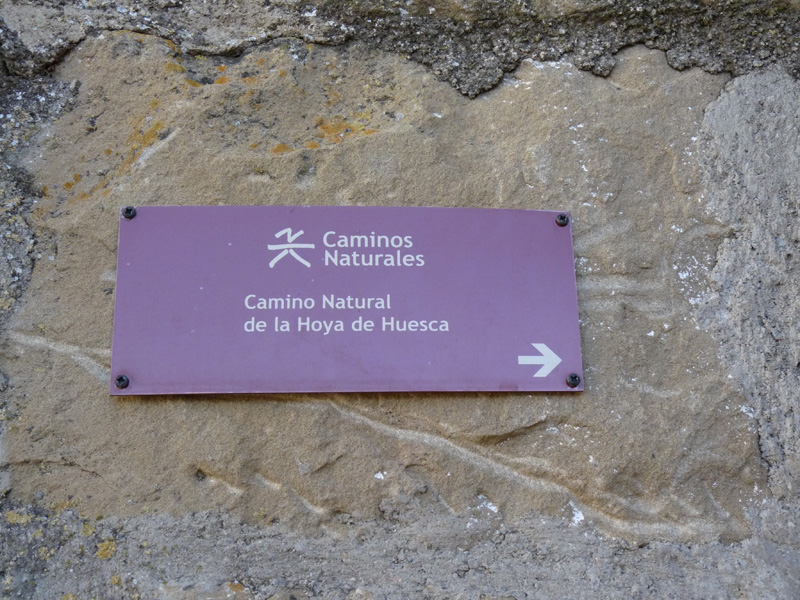 Caminos
Naturales
Camino Natural
de la Hoya de Huesca